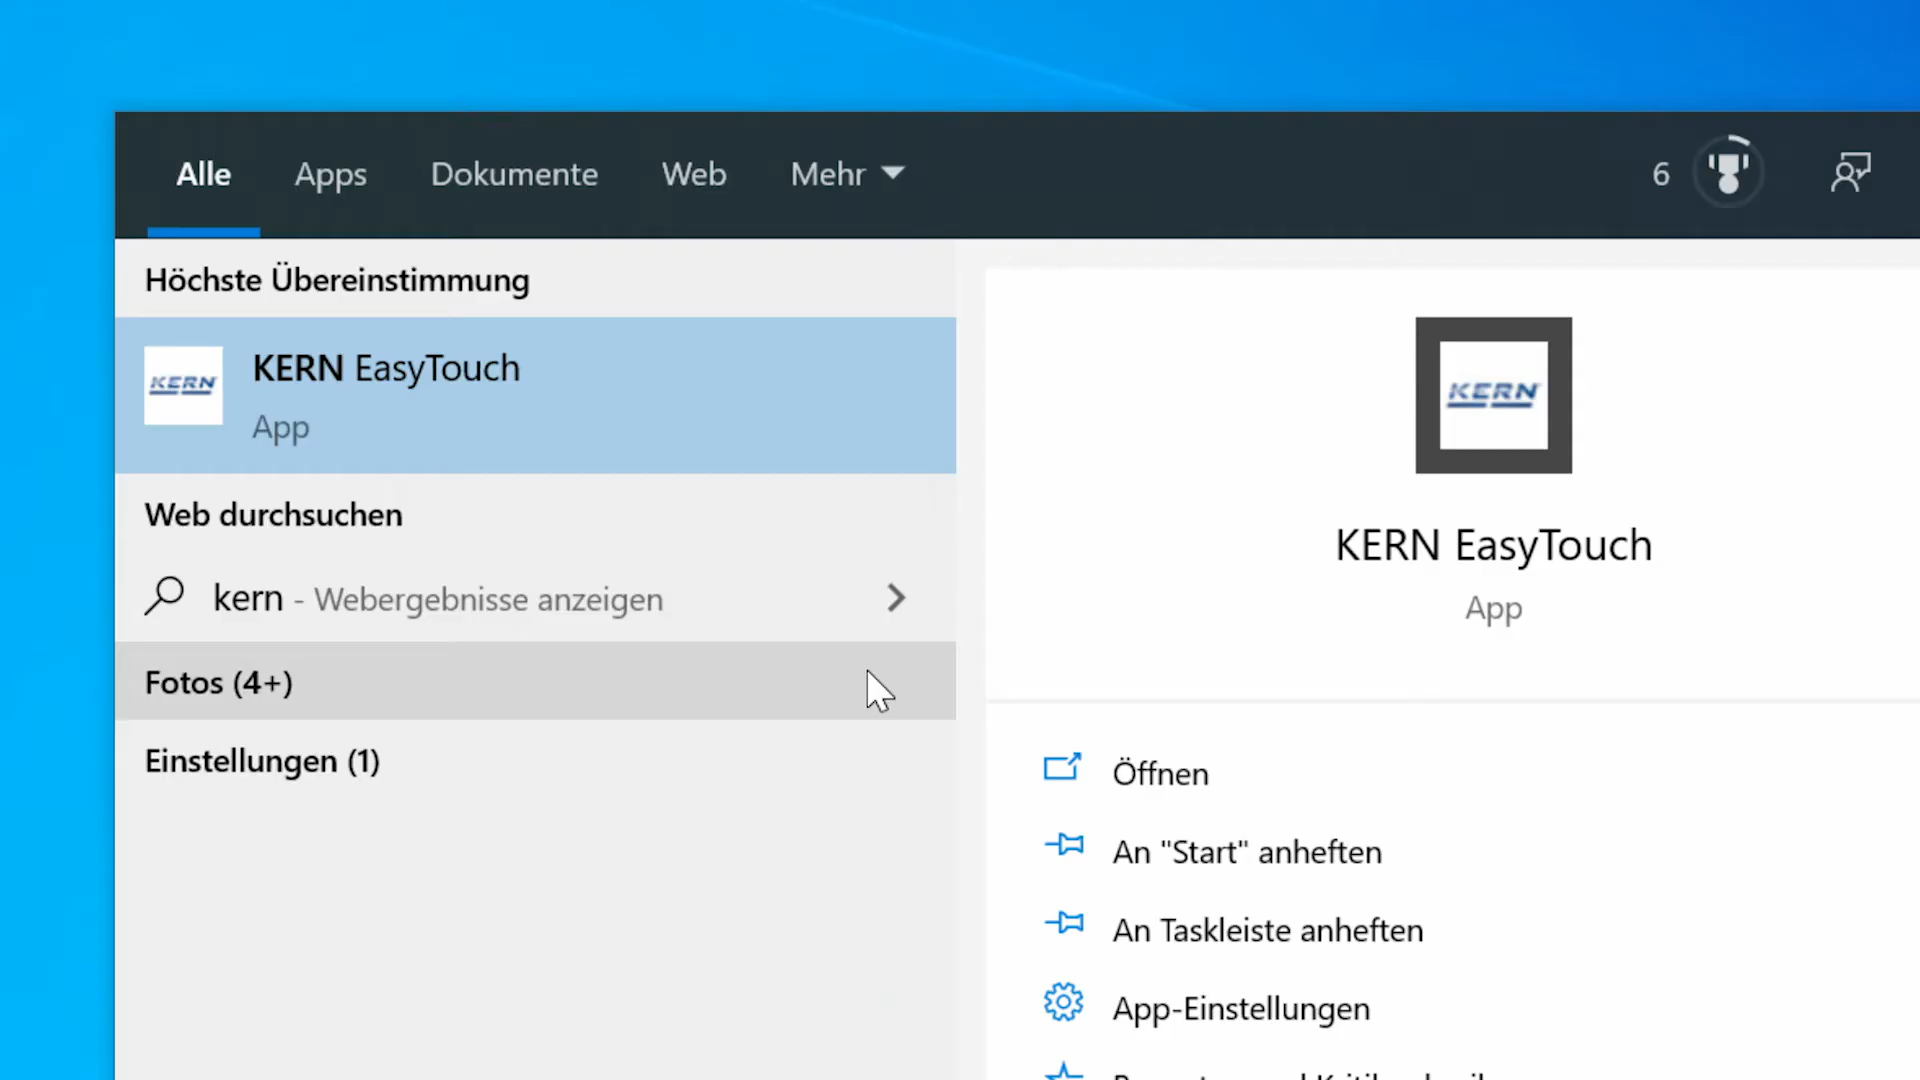 Alle Apps Dokumente Web Mehr 6
Höchste Übereinstimmung
KERN KERN EasyTouch
App
Web durchsuchen
kern - Webergebnisse anzeigen
Fotos (4+)
Einstellungen (1)
KERN
KERN EasyTouch
App
Öffnen
An "Start" anheften
An Taskleiste anheften
App-Einstellungen